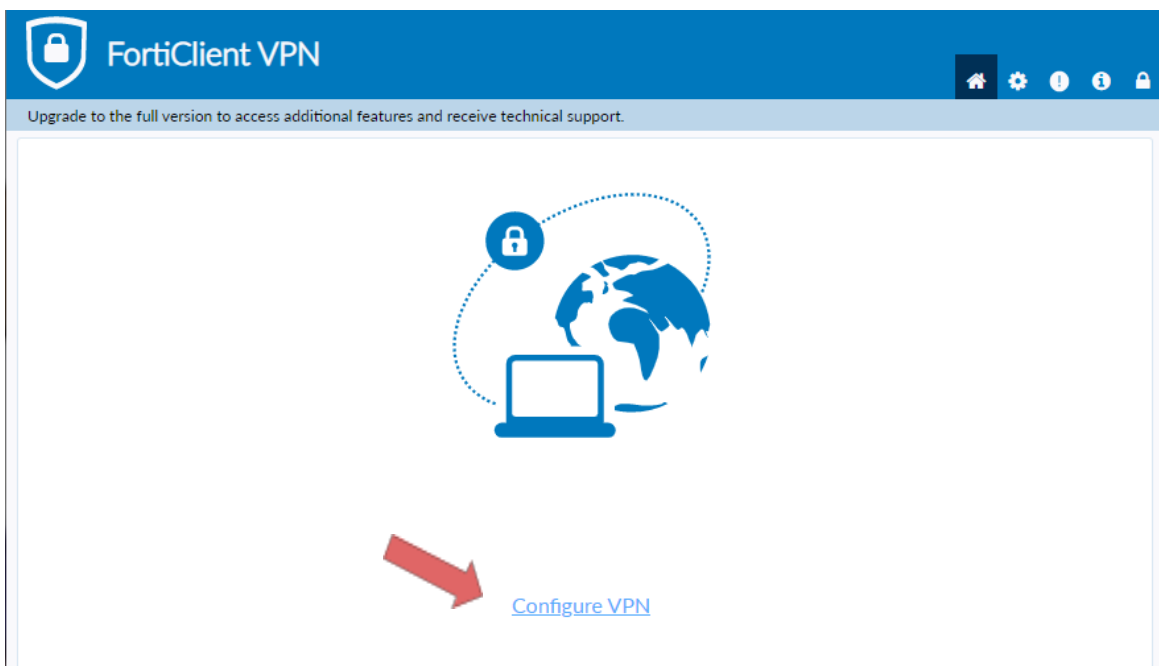 FortiClient VPN
Upgrade to the full version to access additional features and receive technical support.
Configure VPN